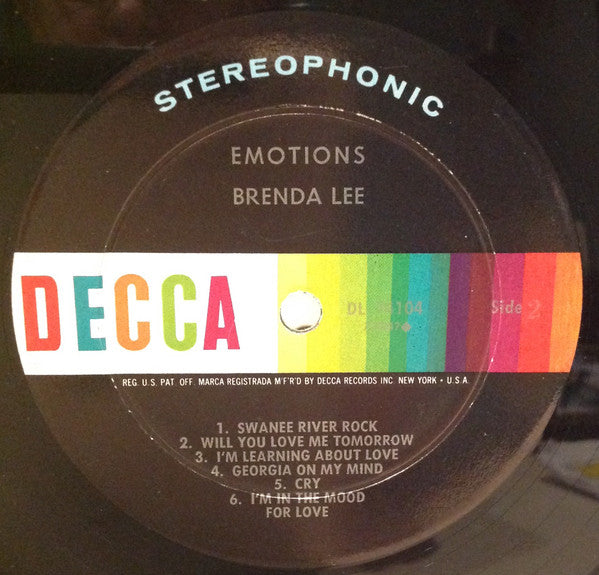 STEREOPHONIC
EMOTIONS
BRENDA LEE
DECCA
DL 104
Side 2
REG. U.S. PAT. OFF. MARCA REGISTRADA M'F'R'D BY DECCA RECORDS INC. NEW YORK • U.S.A.
1. SWANEE RIVER ROCK
2. WILL YOU LOVE ME TOMORROW
3. I'M LEARNING ABOUT LOVE
4. GEORGIA ON MY MIND
5. CRY
6. I'M IN THE MOOD
FOR LOVE